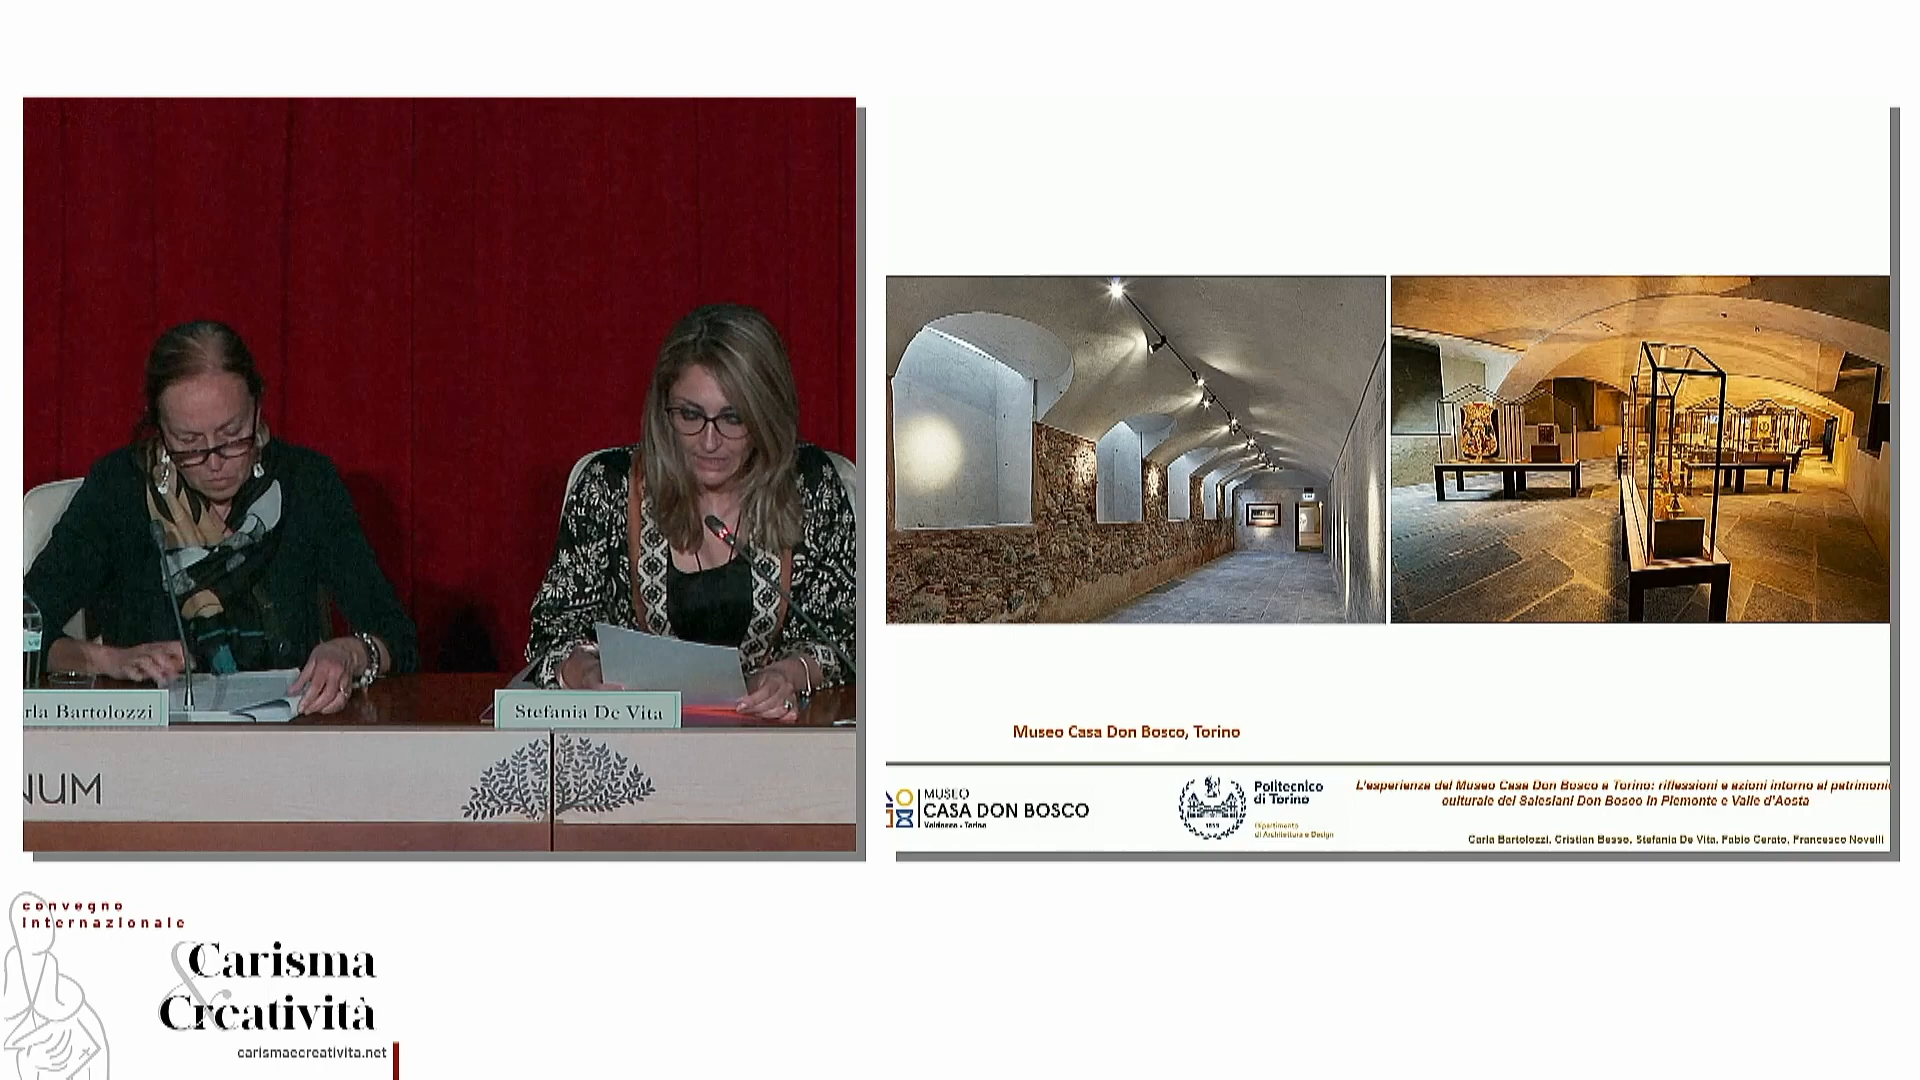 rla Bartolozzi
Stefania De Vita
NUM
Museo Casa Don Bosco, Torino
MUSEO
CASA DON BOSCO
Valdocco - Torino
Politecnico
di Torino
1859
Dipartimento
di Architettura e Design
L'esperienza del Museo Casa Don Bosco a Torino: riflessioni e azioni intorno al patrimonio
culturale dei Salesiani Don Bosco in Piemonte e Valle d'Aosta
Carla Bartolozzi, Cristian Besso, Stefania De Vita, Fabio Cerato, Francesco Novelli
convegno
internazionale
Carisma
&
Creatività
carismaecreativita.net